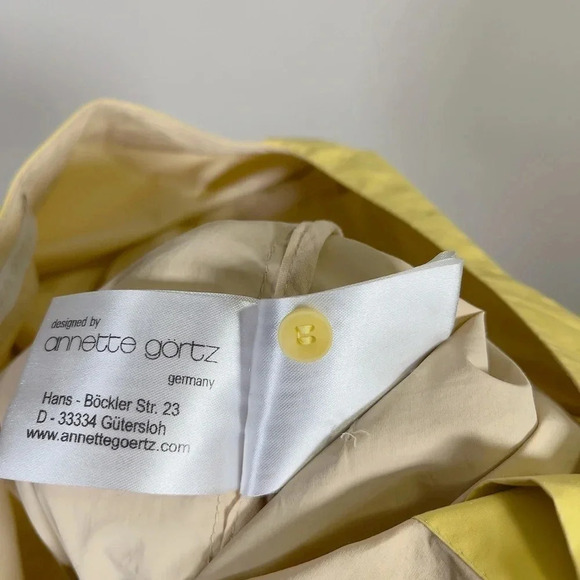 designed by
annette görtz
germany
Hans - Böckler Str. 23
D - 33334 Gütersloh
www.annettegoertz.com